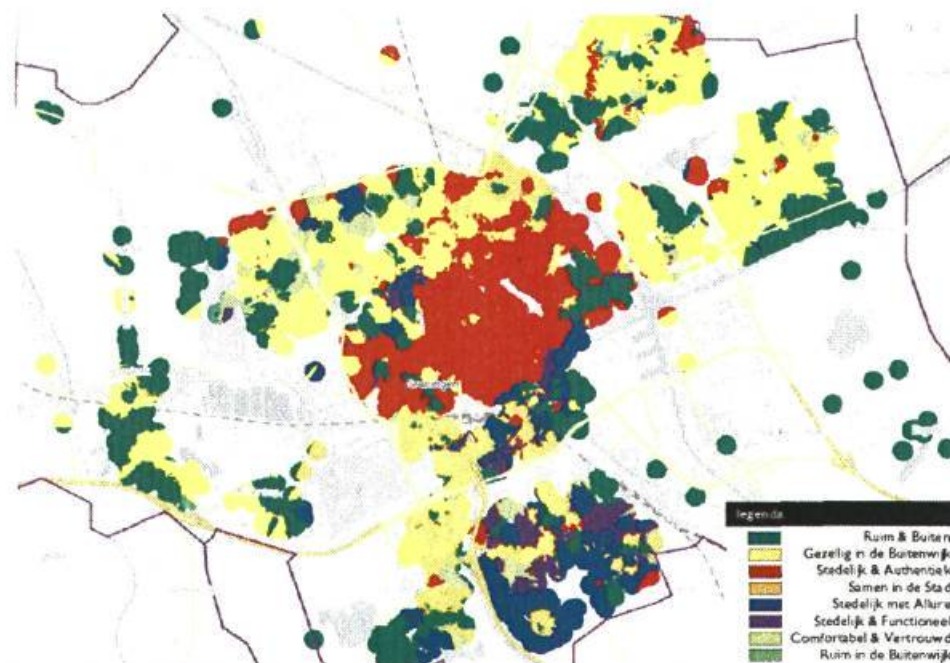 legenda
Ruim & Buiten
Gezellig in de Buitenwijk
Stedelijk & Authentiek
Samen in de Stad
Stedelijk met Allure
Stedelijk & Functioneel
Comfortabel & Vertrouwd
Ruim in de Buitenwijk